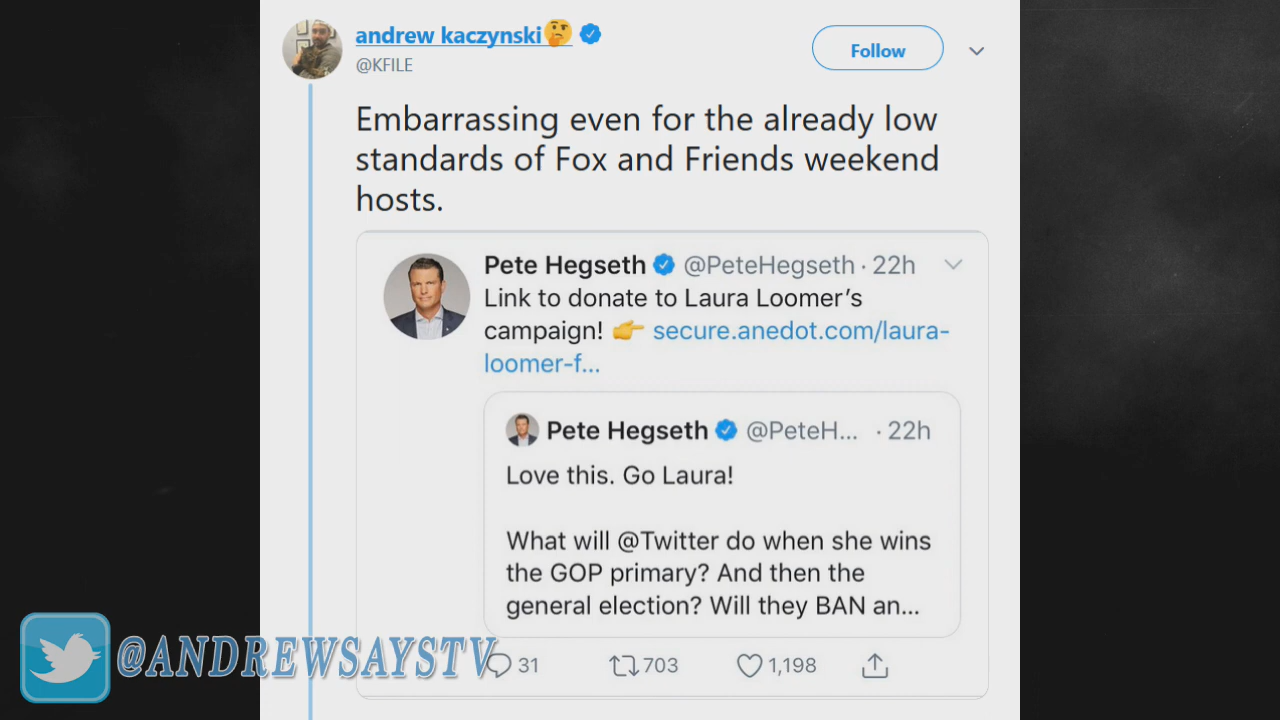 andrew kaczynski🤔
@KFILE
Follow
Embarrassing even for the already low
standards of Fox and Friends weekend
hosts.
Pete Hegseth @PeteHegseth · 22h
Link to donate to Laura Loomer’s
campaign! 👉 secure.anedot.com/laura-
loomer-f...
Pete Hegseth @PeteH... · 22h
Love this. Go Laura!
What will @Twitter do when she wins
the GOP primary? And then the
general election? Will they BAN an...
31 703 1,198
@ANDREWSAYSTV